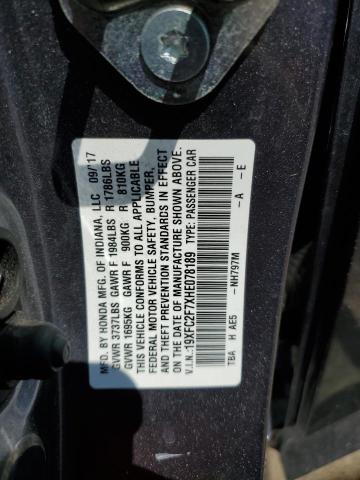 MFD. BY HONDA MFG. OF INDIANA, LLC 09/'17
GVWR 3737LBS GAWR F 1984LBS R 1786LBS
GVWR 1695KG GAWR F 900KG R 810KG
THIS VEHICLE CONFORMS TO ALL APPLICABLE
FEDERAL MOTOR VEHICLE SAFETY, BUMPER,
AND THEFT PREVENTION STANDARDS IN EFFECT
ON THE DATE OF MANUFACTURE SHOWN ABOVE.
V.I.N.: 19XFC2F7XHE078189 TYPE: PASSENGER CAR
TBA H AE5 -NH797M -A -E